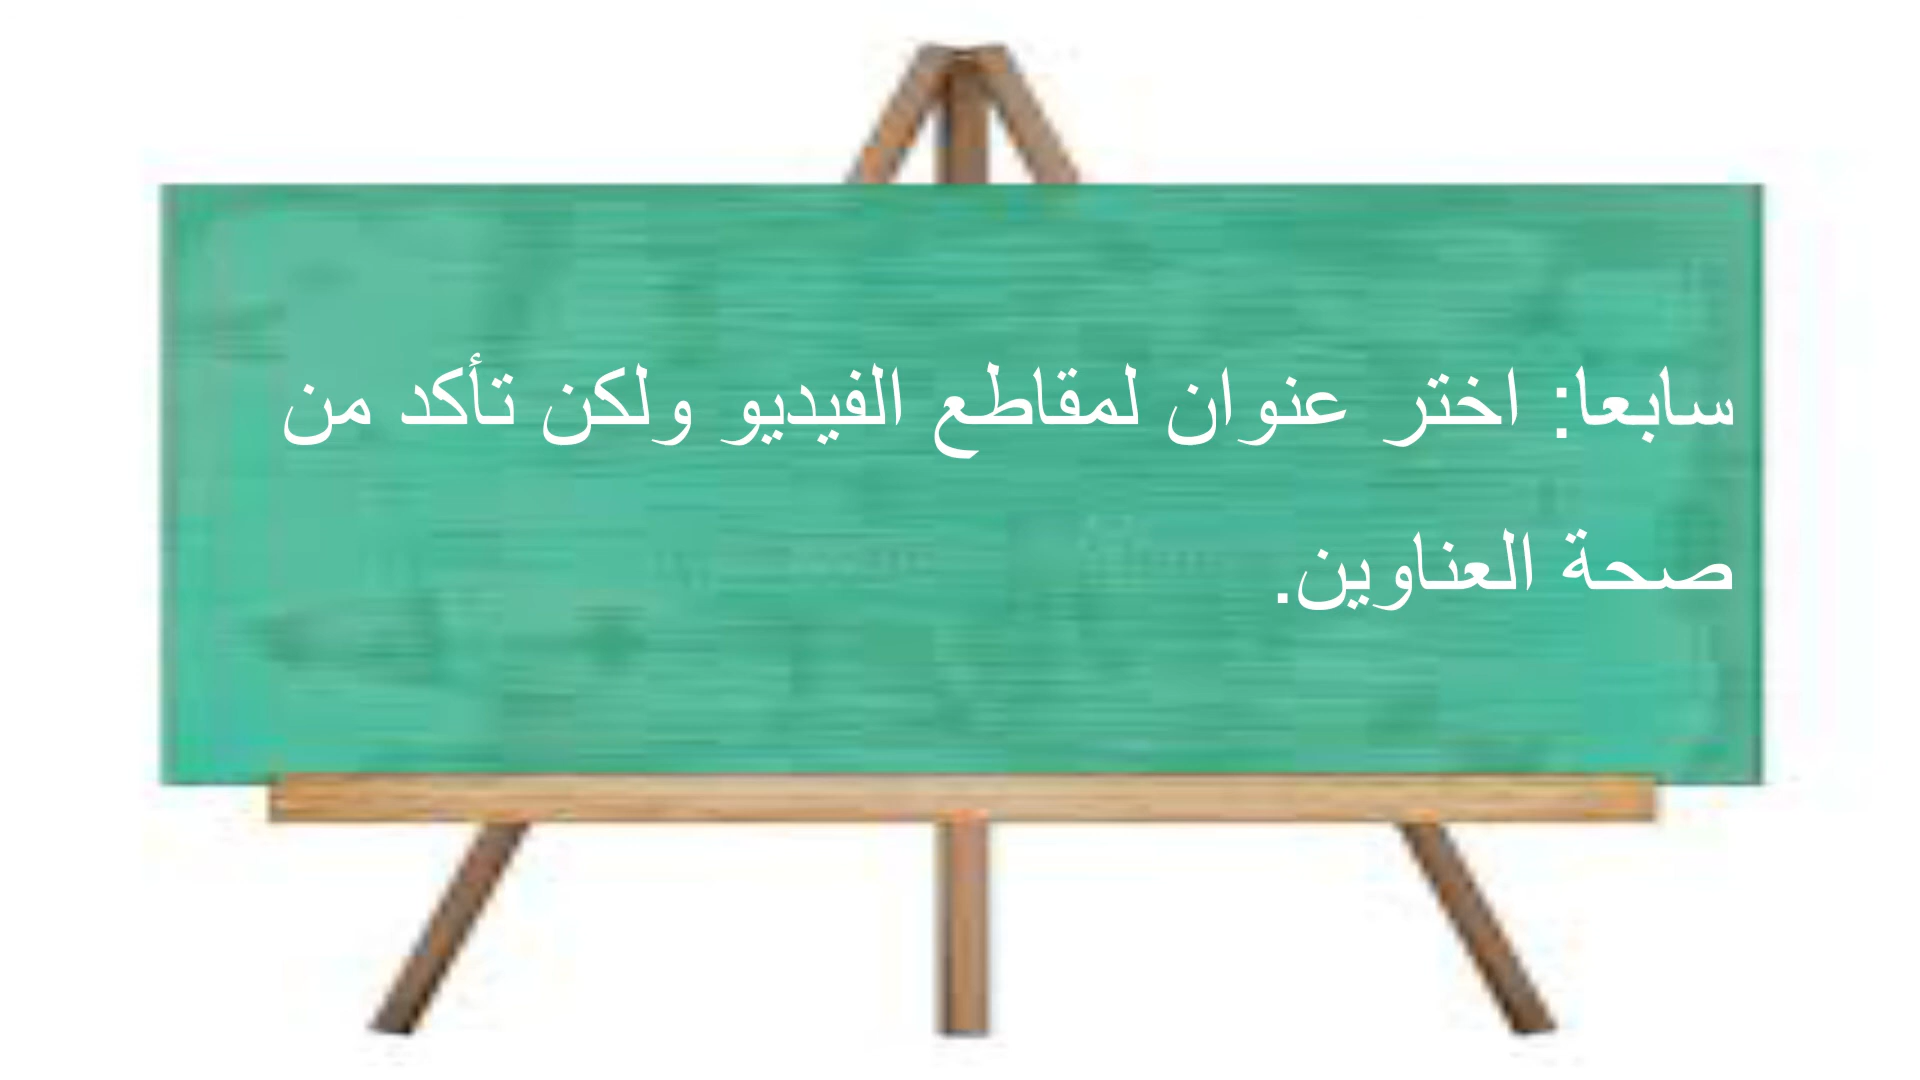 سابعا: اختر عنوان لمقاطع الفيديو ولكن تأكد من
صحة العناوين.